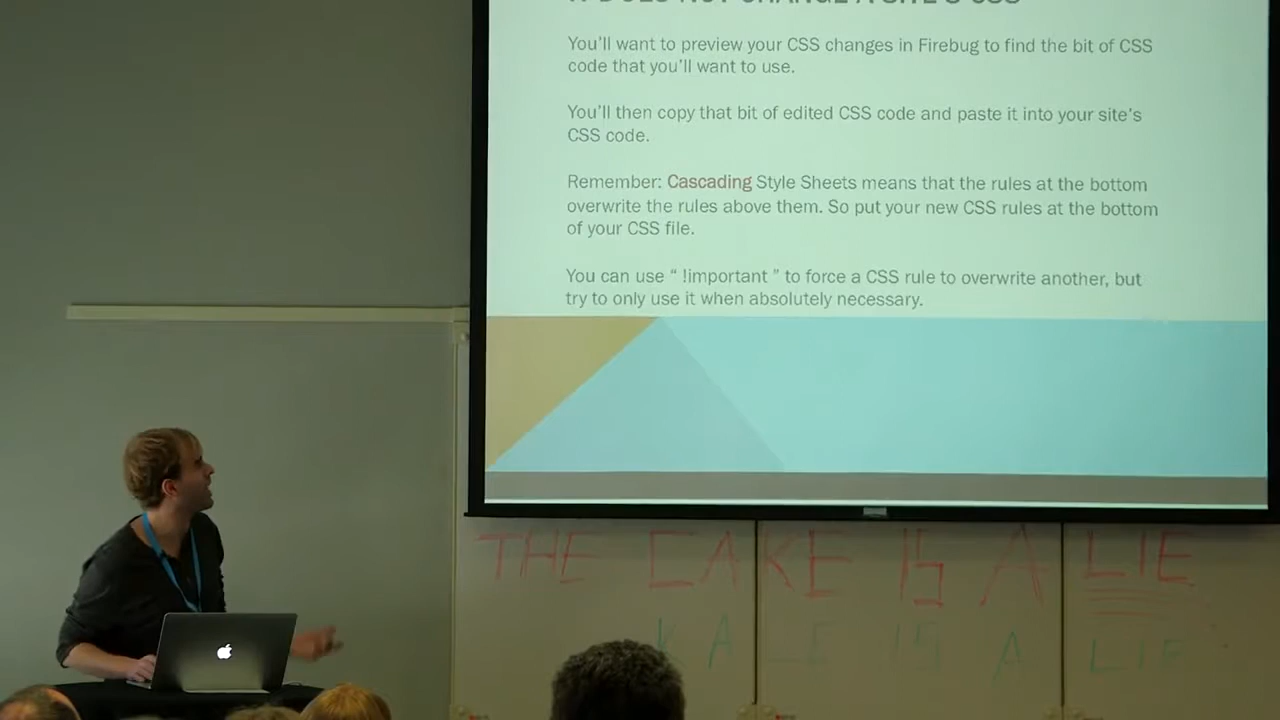 IT DOES NOT CHANGE A SITE'S CSS
You'll want to preview your CSS changes in Firebug to find the bit of CSS
code that you'll want to use.
You'll then copy that bit of edited CSS code and paste it into your site's
CSS code.
Remember: Cascading Style Sheets means that the rules at the bottom
overwrite the rules above them. So put your new CSS rules at the bottom
of your CSS file.
You can use “ !important ” to force a CSS rule to overwrite another, but
try to only use it when absolutely necessary.
THE CAKE IS A LIE
KALE IS A LIE